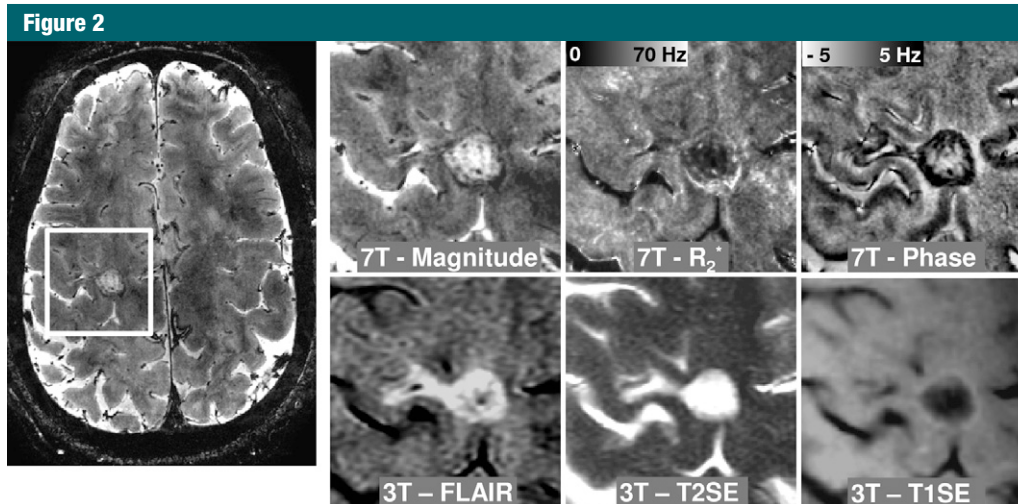 Figure 2
0 70 Hz
- 5 5 Hz
7T - Magnitude
7T - R₂*
7T - Phase
3T – FLAIR
3T – T2SE
3T – T1SE